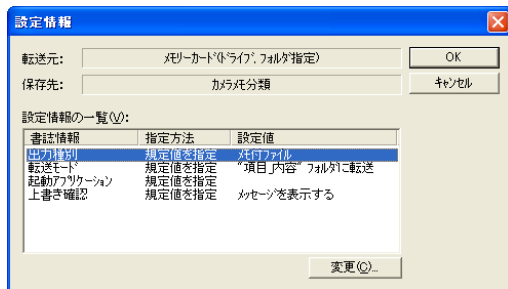 設定情報
転送元: メモリーカード(ドライブ、フォルダ指定) OK
保存先: カメラメモ分類 キャンセル
設定情報の一覧(V):
書誌情報 指定方法 設定値
出力種別 規定値を指定 メモ付ファイル
転送モード 規定値を指定 "項目_内容" フォルダに転送
起動アプリケーション 規定値を指定
上書き確認 規定値を指定 メッセージを表示する
変更(C)...